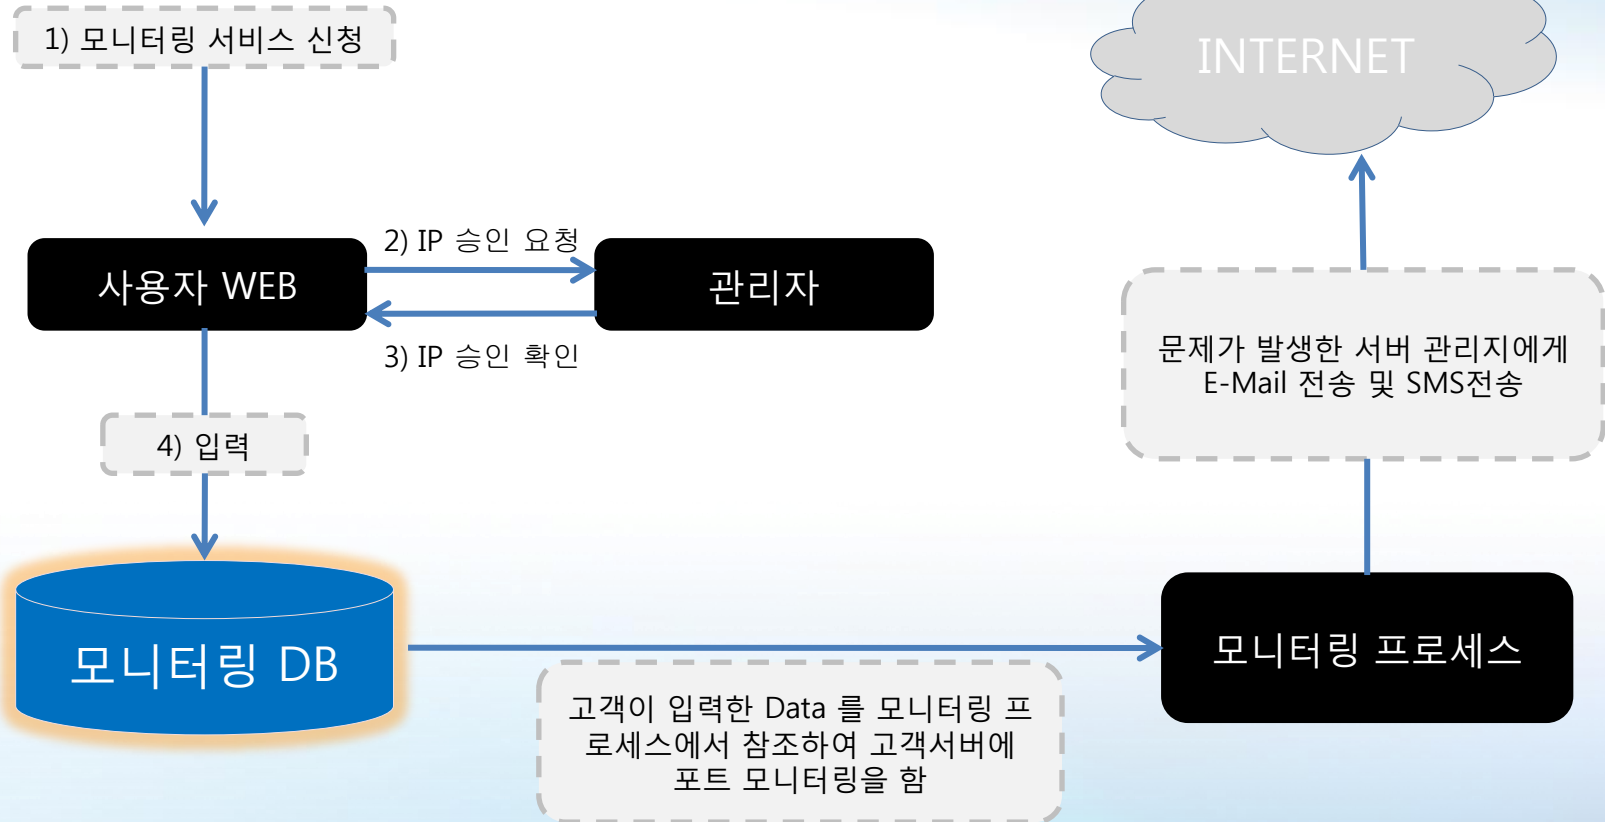 1) 모니터링 서비스 신청
INTERNET
2) IP 승인 요청
사용자 WEB
관리자
3) IP 승인 확인
문제가 발생한 서버 관리지에게
E-Mail 전송 및 SMS전송
4) 입력
모니터링 DB
모니터링 프로세스
고객이 입력한 Data 를 모니터링 프
로세스에서 참조하여 고객서버에
포트 모니터링을 함